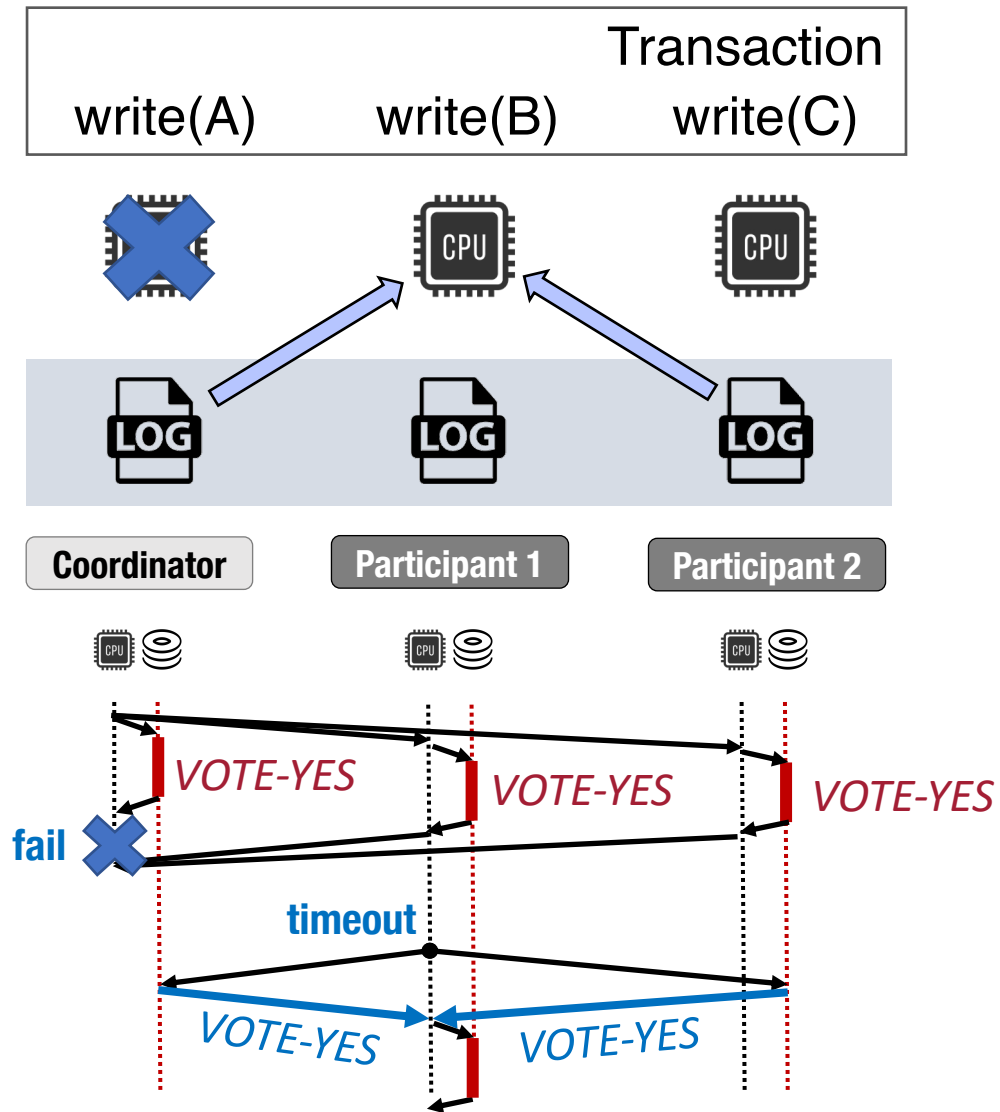 Transaction
write(A) write(B) write(C)
CPU CPU
LOG LOG LOG
Coordinator Participant 1 Participant 2
CPU CPU CPU
VOTE-YES VOTE-YES VOTE-YES
fail
timeout
VOTE-YES VOTE-YES